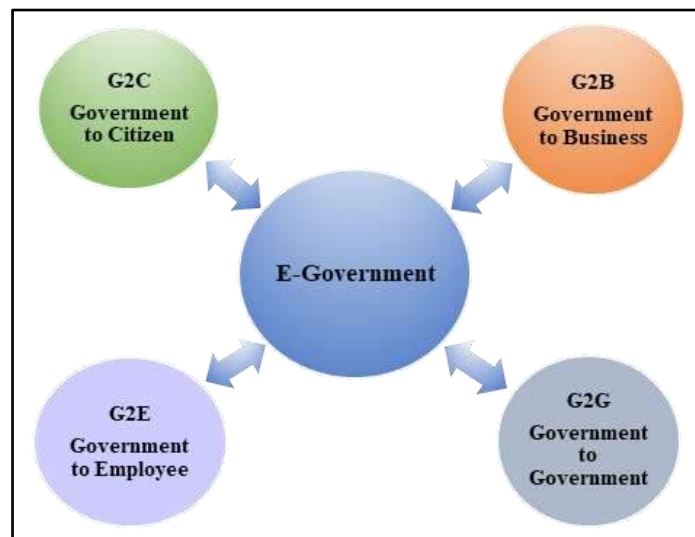 G2C
Government
to Citizen
G2B
Government
to Business
E-Government
G2E
Government
to Employee
G2G
Government
to
Government